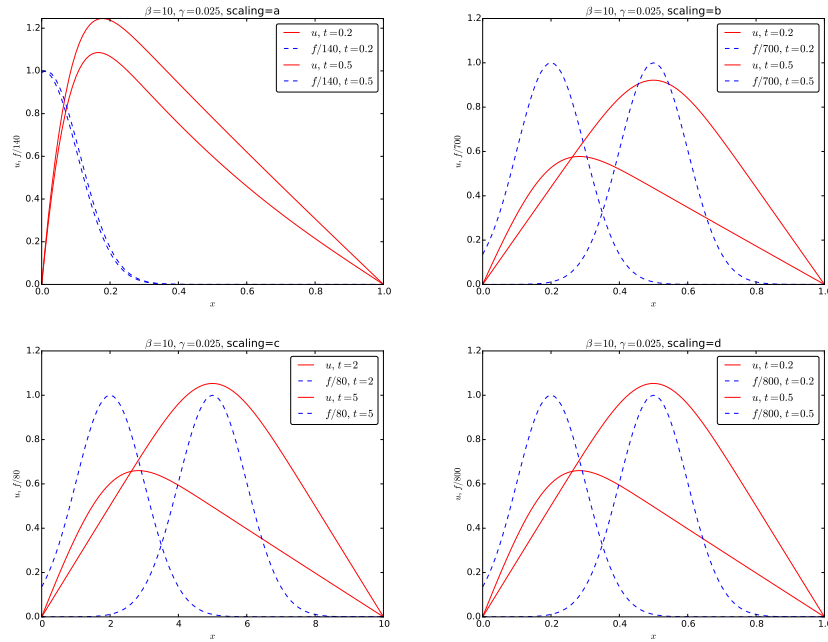 β=10, γ=0.025, scaling=a
1.2
1.0
0.8
0.6
0.4
0.2
0.0
u, f/140
u, t=0.2
f/140, t=0.2
u, t=0.5
f/140, t=0.5
0.0 0.2 0.4 0.6 0.8 1.0
x
β=10, γ=0.025, scaling=b
1.2
1.0
0.8
0.6
0.4
0.2
0.0
u, f/700
u, t=0.2
f/700, t=0.2
u, t=0.5
f/700, t=0.5
0.0 0.2 0.4 0.6 0.8 1.0
x
β=10, γ=0.025, scaling=c
1.2
1.0
0.8
0.6
0.4
0.2
0.0
u, f/80
u, t=2
f/80, t=2
u, t=5
f/80, t=5
0 2 4 6 8 10
x
β=10, γ=0.025, scaling=d
1.2
1.0
0.8
0.6
0.4
0.2
0.0
u, f/800
u, t=0.2
f/800, t=0.2
u, t=0.5
f/800, t=0.5
0.0 0.2 0.4 0.6 0.8 1.0
x